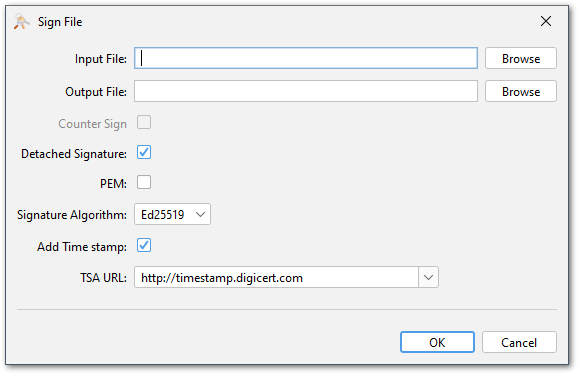 Sign File
Input File: Browse
Output File: Browse
Counter Sign
Detached Signature:
PEM:
Signature Algorithm: Ed25519
Add Time stamp:
TSA URL: http://timestamp.digicert.com
OK Cancel